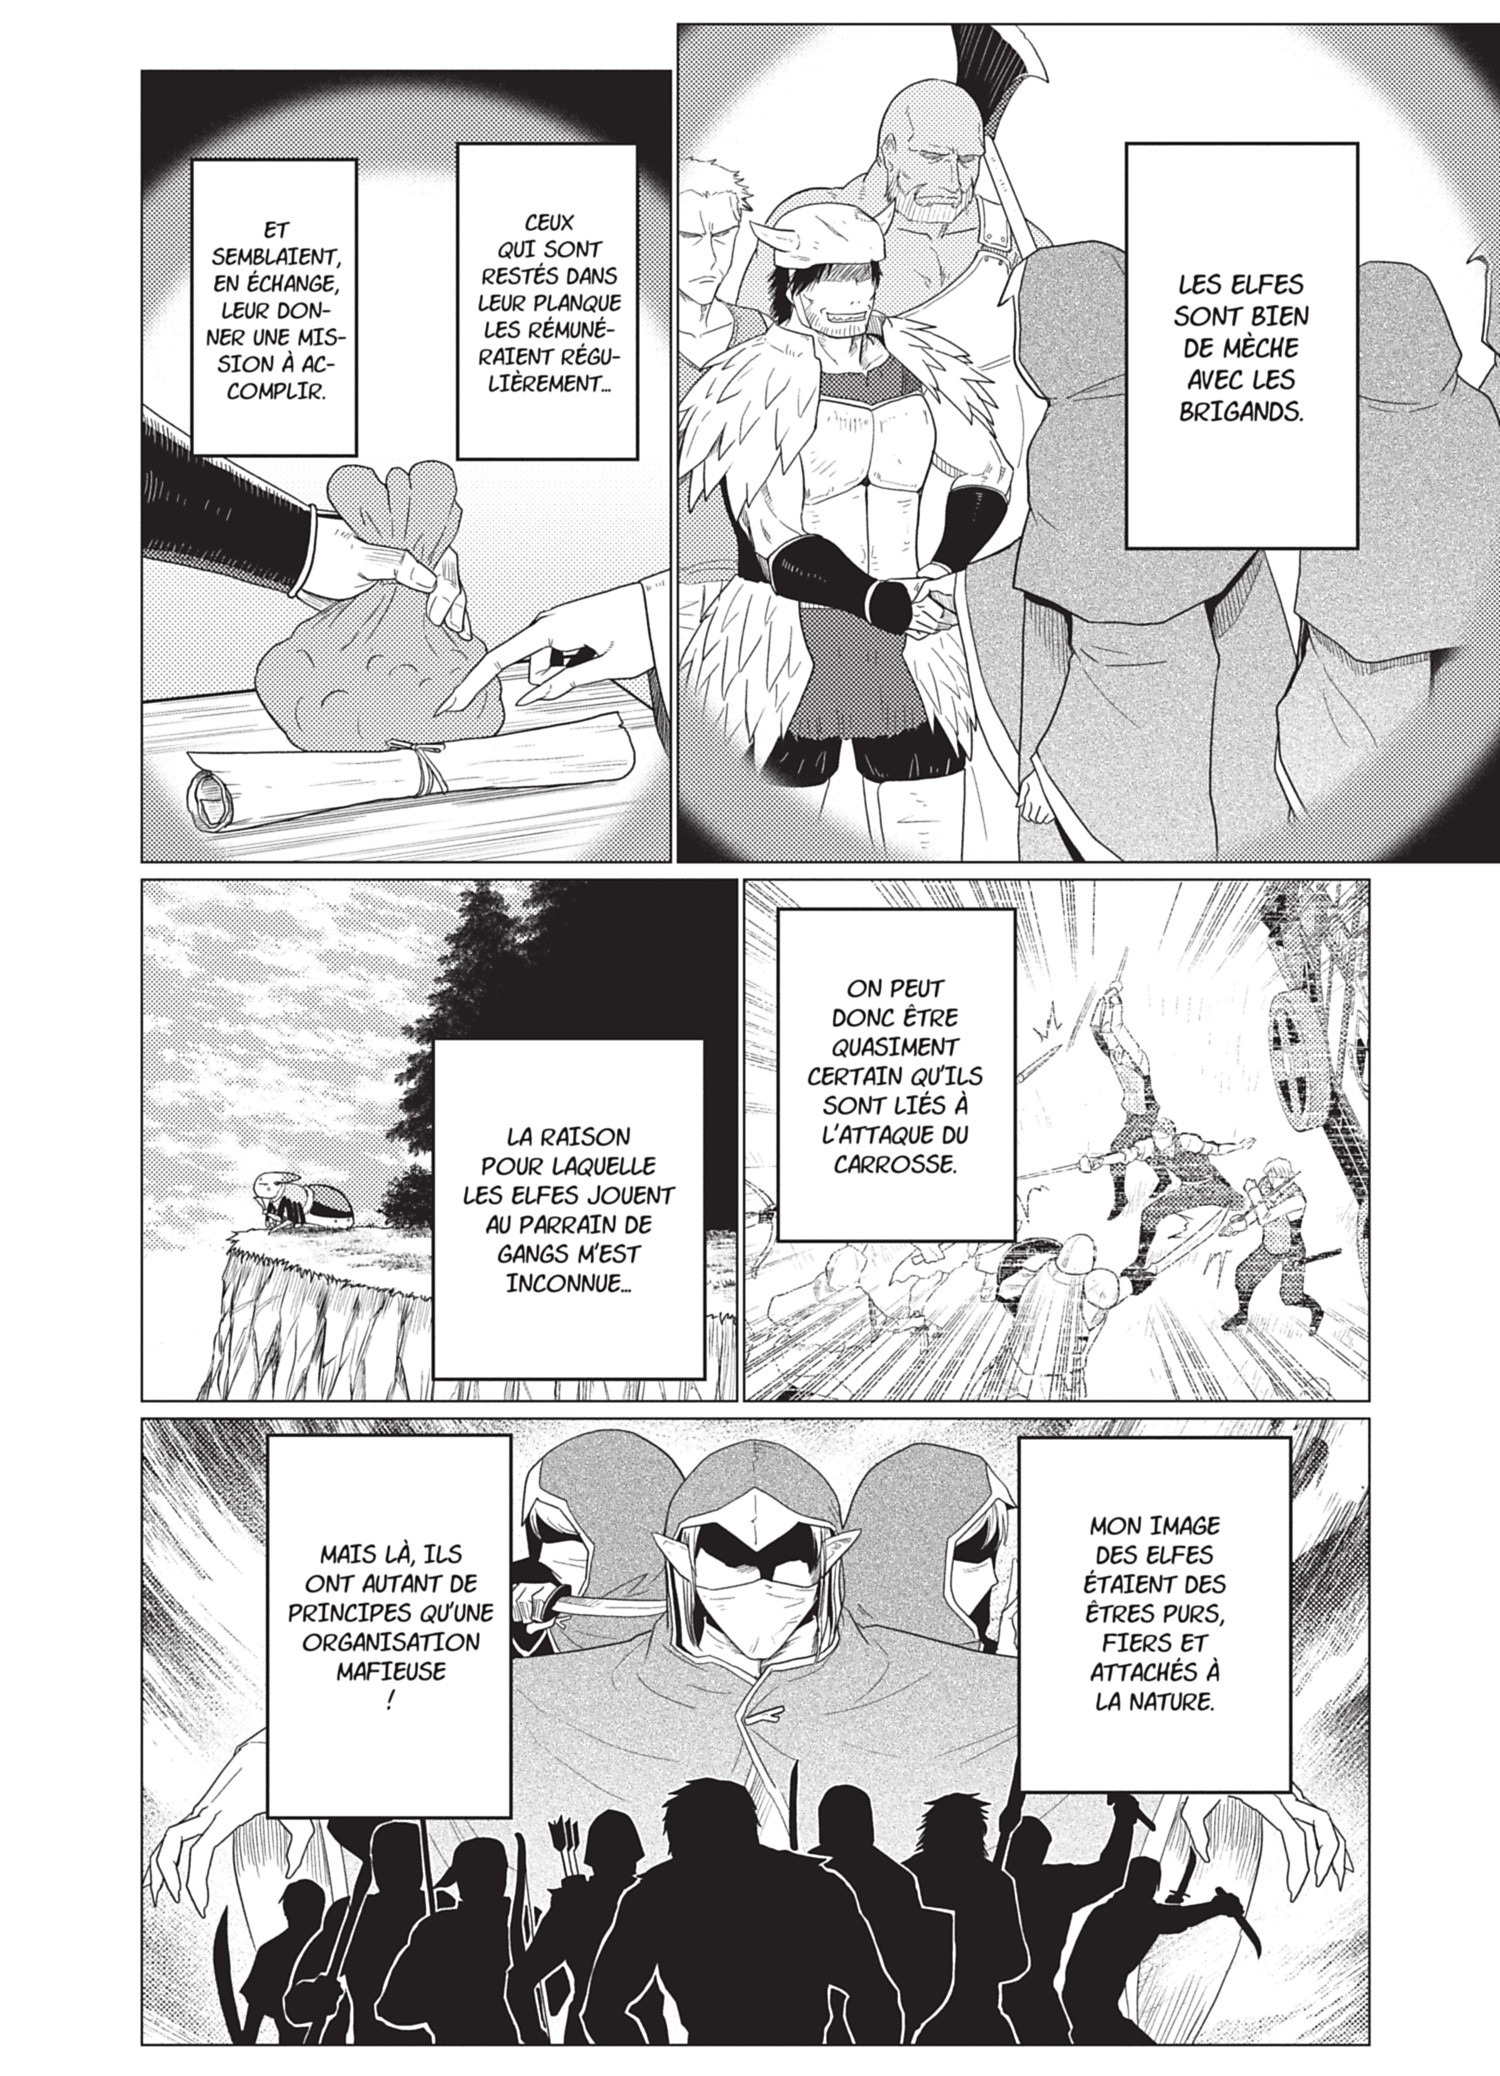 LES ELFES
SONT BIEN
DE MÈCHE
AVEC LES
BRIGANDS.
CEUX
QUI SONT
RESTÉS DANS
LEUR PLANQUE
LES RÉMUNÉ-
RAIENT RÉGU-
LIÈREMENT...
ET
SEMBLAIENT,
EN ÉCHANGE,
LEUR DON-
NER UNE MIS-
SION À AC-
COMPLIR.
ON PEUT
DONC ÊTRE
QUASIMENT
CERTAIN QU'ILS
SONT LIÉS À
L'ATTAQUE DU
CARROSSE.
LA RAISON
POUR LAQUELLE
LES ELFES JOUENT
AU PARRAIN DE
GANGS M'EST
INCONNUE...
MON IMAGE
DES ELFES
ÉTAIENT DES
ÊTRES PURS,
FIERS ET
ATTACHÉS À
LA NATURE.
MAIS LÀ, ILS
ONT AUTANT DE
PRINCIPES QU'UNE
ORGANISATION
MAFIEUSE
!